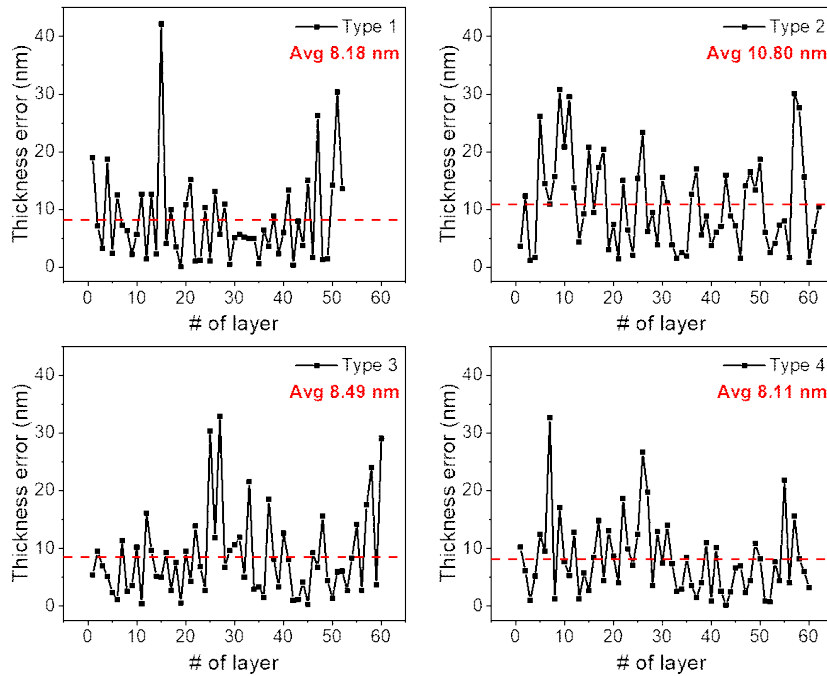 Type 1
Avg 8.18 nm
Thickness error (nm)
40
30
20
10
0
0 10 20 30 40 50 60
# of layer
Type 2
Avg 10.80 nm
Thickness error (nm)
40
30
20
10
0
0 10 20 30 40 50 60
# of layer
Type 3
Avg 8.49 nm
Thickness error (nm)
40
30
20
10
0
0 10 20 30 40 50 60
# of layer
Type 4
Avg 8.11 nm
Thickness error (nm)
40
30
20
10
0
0 10 20 30 40 50 60
# of layer